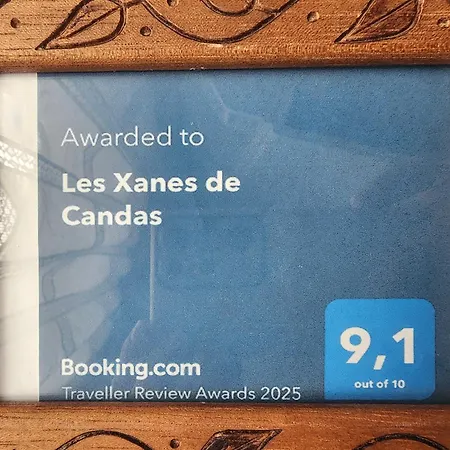 Awarded to
Les Xanes de
Candas
9,1
out of 10
Booking.com
Traveller Review Awards 2025